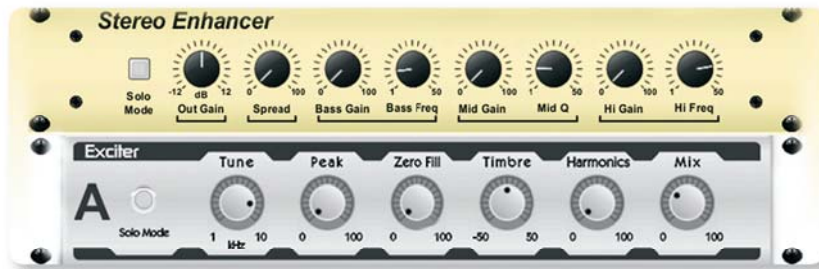 Stereo Enhancer
Solo Mode
-12 dB 12
Out Gain
0 100
Spread
0 100
Bass Gain
1 50
Bass Freq
0 100
Mid Gain
1 50
Mid Q
0 100
Hi Gain
1 50
Hi Freq
Exciter
A
Solo Mode
Tune
1 kHz 10
Peak
0 100
Zero Fill
0 100
Timbre
-50 50
Harmonics
0 100
Mix
0 100